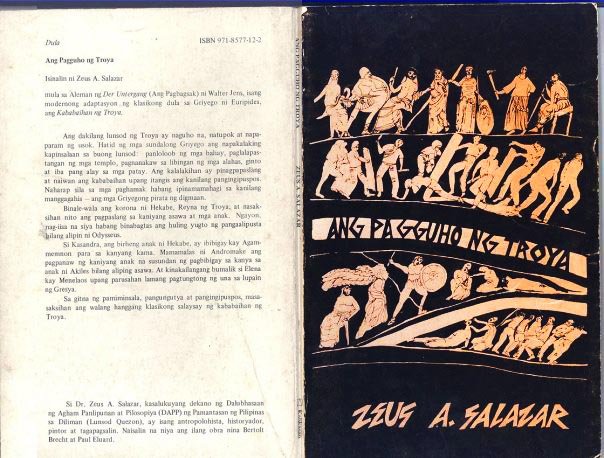 Dula
ISBN 971-8577-12-2
Ang Pagguho ng Troya
Isinalin ni Zeus A. Salazar
mula sa Aleman ng Der Untergang (Ang Pagbagsak) ni Walter Jens, isang
modernong adaptasyon ng klasikong dula sa Griyego ni Euripides,
ang Kababaihan ng Troya.
Ang dakilang lunsod ng Troya ay naguho na, natupok at napa-
param ng usok. Hatid ng mga sundalong Griyego ang napakalaking
kapinsalaan sa buong lunsod: panloloob ng mga bahay, paglalapas-
tangan ng mga templo, pagnanakaw sa libingan ng mga alahas, ginto
at iba pang alay sa mga patay. Ang kalalakihan ay pinagpupuslang
at naiwan ang kababaihan upang itangis ang kanilang pangingipuspos.
Naharap sila sa mga paghamak habang ipinamamahagi sa kanilang
manggagahis — ang mga Griyegong pirata ng digmaan.
Binale-wala ang korona ni Hekabe, Reyna ng Troya; at nasak-
sihan nito ang pagpaslang sa kaniyang asawa at mga anak. Ngayon,
nag-iisa na siya habang binabagtas ang huling yugto ng pangaalipusta
bilang alipin ni Odysseus.
Si Kasandra, ang birheng anak ni Hekabe, ay ibibigay kay Agam-
memnon para sa kanyang kama. Mamamalas ni Andromake ang
pagpanaw ng kaniyang anak na susundan ng pagbibigay sa kanya sa
anak ni Akiles bilang aliping asawa. At kinakailangang bumalik si Elena
kay Menelaos upang parusahan lamang pagtungtong ng una sa lupain
ng Gresya.
Sa gitna ng pamiminsala, pangungutya at pangingipuspos, masa-
saksihan ang walang hanggang klasikong salaysay ng kababaihan ng
Troya.
Si Dr. Zeus A. Salazar, kasalukuyang dekano ng Dalubhasaan
ng Agham Panlipunan at Pilosopiya (DAPP) ng Pamantasan ng Pilipinas
sa Diliman (Lunsod Quezon), ay isang antropolohista, historyador,
pintor at tagapagsalin. Naisalin na niya ang ilang obra nina Bertolt
Brecht at Paul Eluard.
ANG PAGGUHO NG TROYA
ZEUS A. SALAZAR
ANG PAGGUHO NG TROYA
ZEUS A. SALAZAR